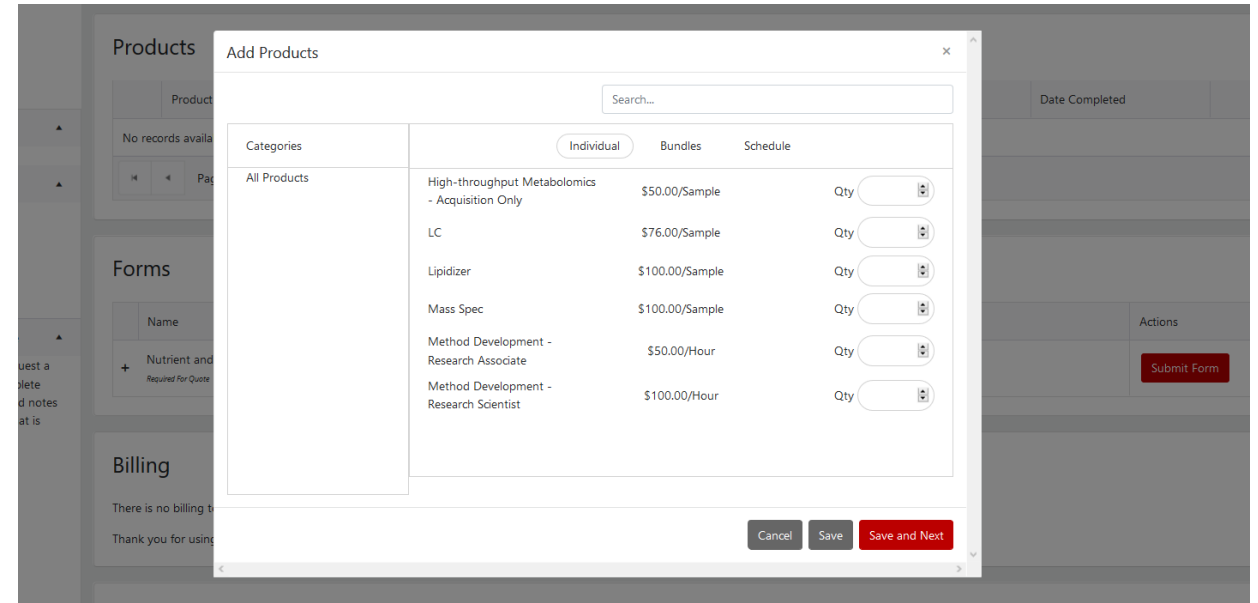 Products
Add Products
×
Search...
Product
Date Completed
No records availa
Pag
Categories
Individual
Bundles
Schedule
All Products
High-throughput Metabolomics
- Acquisition Only
$50.00/Sample
Qty
LC
$76.00/Sample
Qty
Lipidizer
$100.00/Sample
Qty
Mass Spec
$100.00/Sample
Qty
Method Development -
Research Associate
$50.00/Hour
Qty
Method Development -
Research Scientist
$100.00/Hour
Qty
Forms
Name
Actions
+
Nutrient and
Required For Quote
Submit Form
uest a
plete
d notes
at is
Billing
There is no billing t
Thank you for using
Cancel
Save
Save and Next